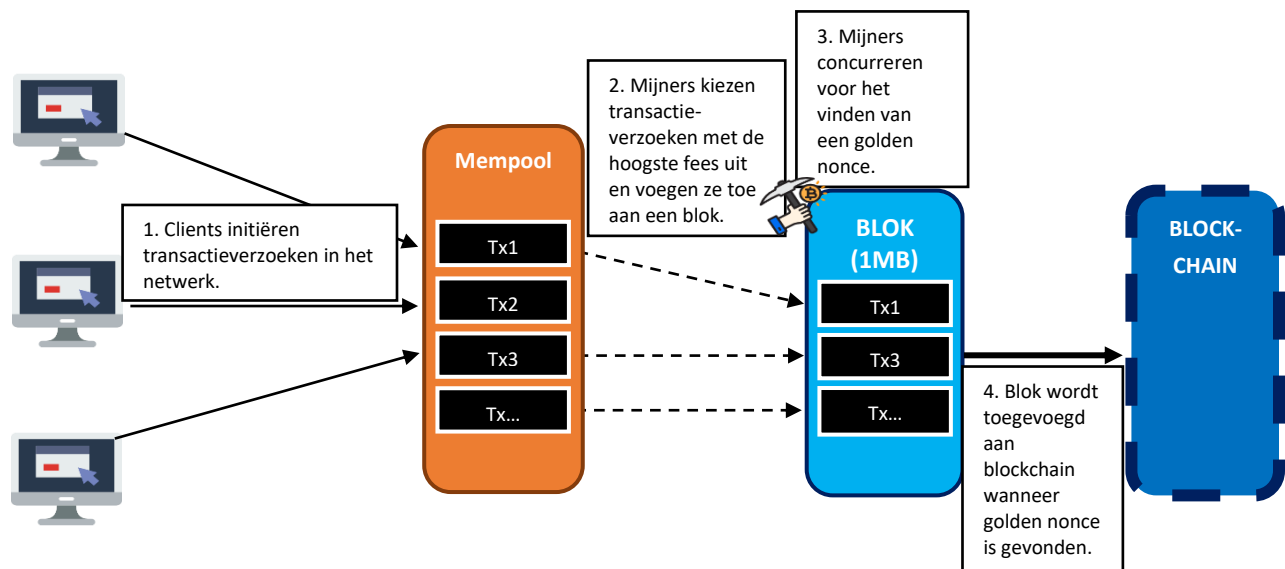 1. Clients initiëren
transactieverzoeken in het
netwerk.
Mempool
Tx1
Tx2
Tx3
Tx...
2. Mijners kiezen
transactie-
verzoeken met de
hoogste fees uit
en voegen ze toe
aan een blok.
3. Mijners
concurreren
voor het
vinden van
een golden
nonce.
BLOK
(1MB)
Tx1
Tx3
Tx...
4. Blok wordt
toegevoegd
aan
blockchain
wanneer
golden nonce
is gevonden.
BLOCK-
CHAIN